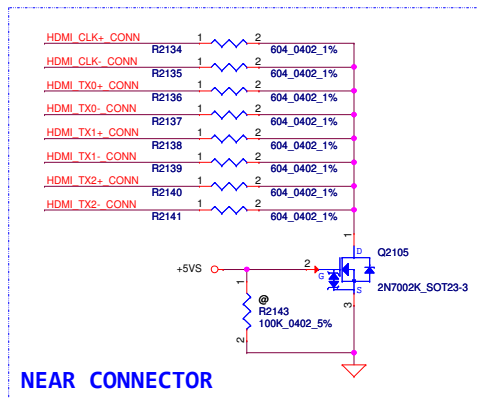 HDMI_CLK+_CONN 1 2
R2134 604_0402_1%
HDMI_CLK-_CONN 1 2
R2135 604_0402_1%
HDMI_TX0+_CONN 1 2
R2136 604_0402_1%
HDMI_TX0-_CONN 1 2
R2137 604_0402_1%
HDMI_TX1+_CONN 1 2
R2138 604_0402_1%
HDMI_TX1-_CONN 1 2
R2139 604_0402_1%
HDMI_TX2+_CONN 1 2
R2140 604_0402_1%
HDMI_TX2-_CONN 1 2
R2141 604_0402_1%
1
D Q2105
+5VS 2
G
S 2N7002K_SOT23-3
1 3
@
R2143
100K_0402_5%
2
NEAR CONNECTOR